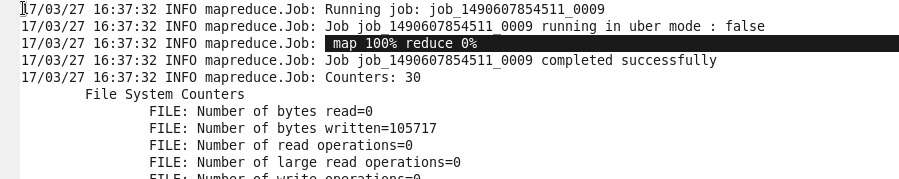 17/03/27 16:37:32 INFO mapreduce.Job: Running job: job_1490607854511_0009
17/03/27 16:37:32 INFO mapreduce.Job: Job job_1490607854511_0009 running in uber mode : false
17/03/27 16:37:32 INFO mapreduce.Job:  map 100% reduce 0%
17/03/27 16:37:32 INFO mapreduce.Job: Job job_1490607854511_0009 completed successfully
17/03/27 16:37:32 INFO mapreduce.Job: Counters: 30
File System Counters
FILE: Number of bytes read=0
FILE: Number of bytes written=105717
FILE: Number of read operations=0
FILE: Number of large read operations=0
FILE: Number of write operations=0